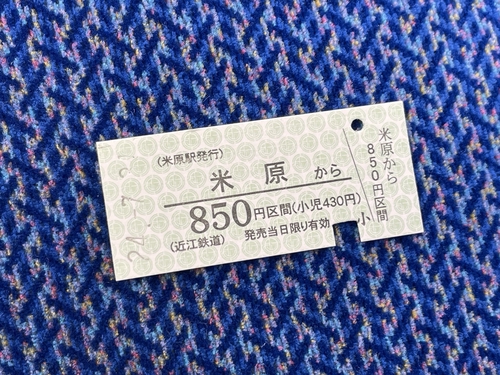 (米原駅発行)
米原 から
850円区間(小児430円)
(近江鉄道) 発売当日限り有効
小
米原から
850円区間